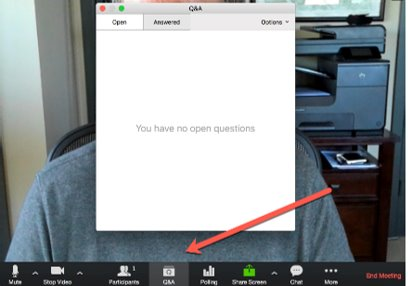 Q&A
Open Answered Options
You have no open questions
1
Mute Stop Video Participants Q&A Polling Share Screen Chat More End Meeting